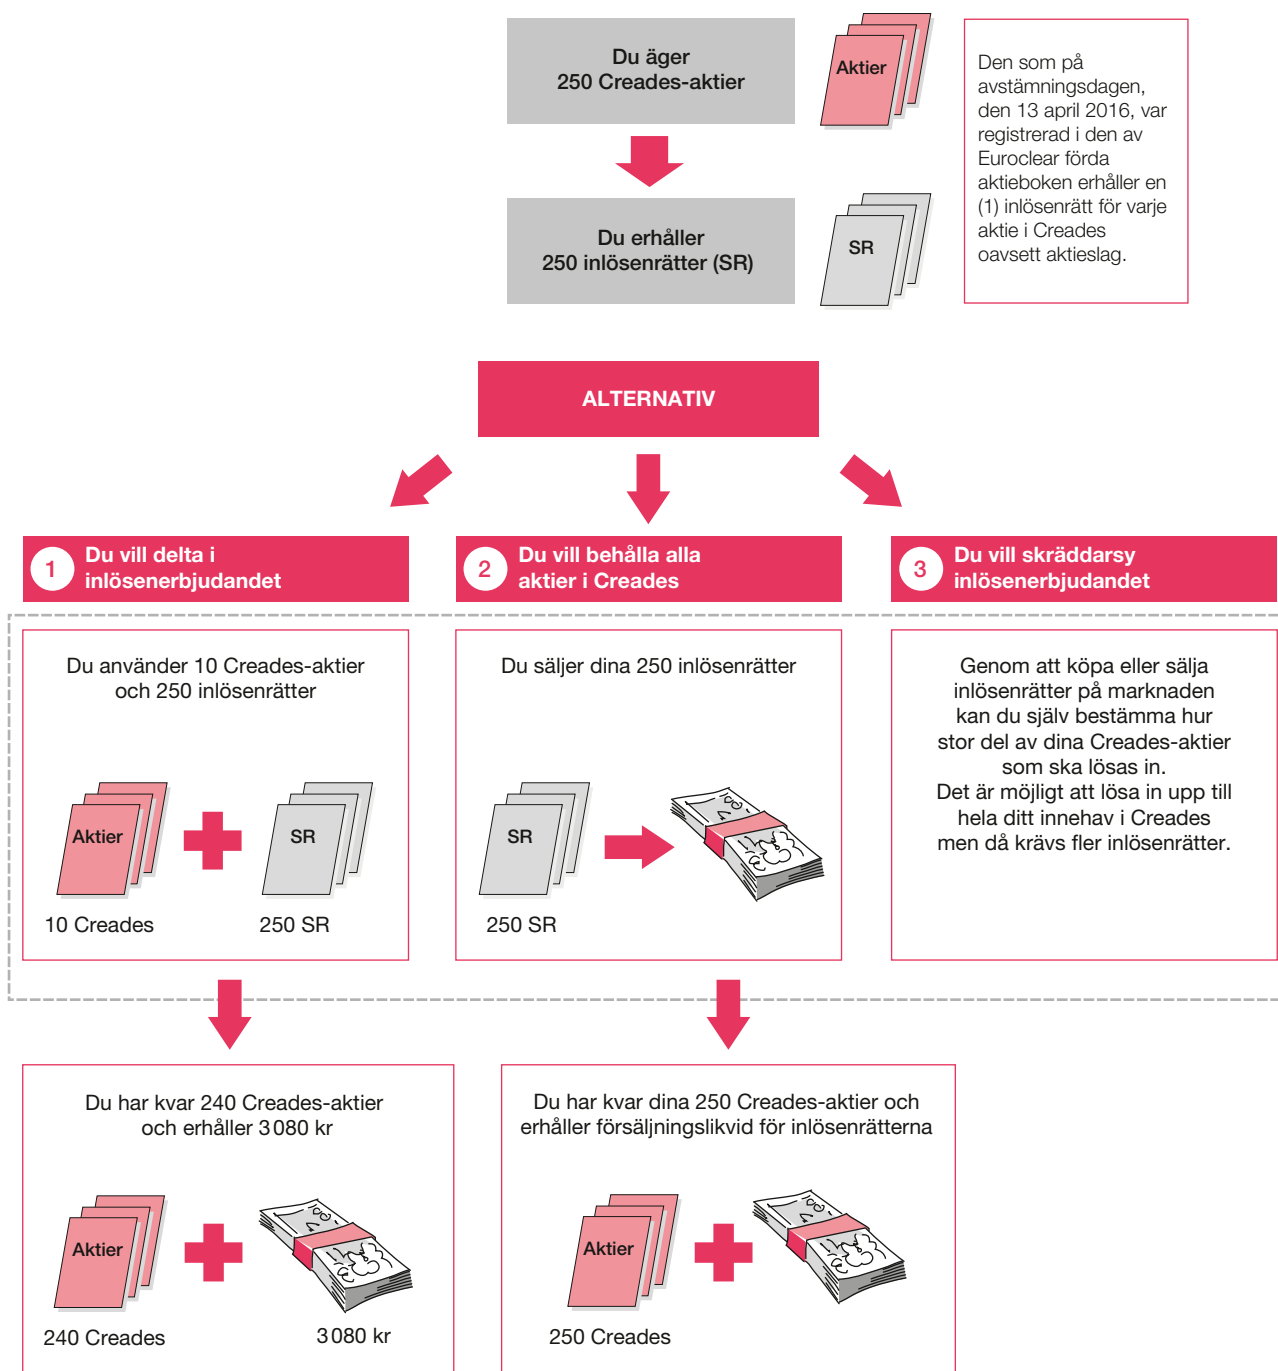 Du äger
250 Creades-aktier
Aktier
Den som på
avstämningsdagen,
den 13 april 2016, var
registrerad i den av
Euroclear förda
aktieboken erhåller en
(1) inlösenrätt för varje
aktie i Creades
oavsett aktieslag.
Du erhåller
250 inlösenrätter (SR)
SR
ALTERNATIV
1 Du vill delta i
inlösenerbjudandet
2 Du vill behålla alla
aktier i Creades
3 Du vill skräddarsy
inlösenerbjudandet
Du använder 10 Creades-aktier
och 250 inlösenrätter
Aktier
SR
10 Creades
250 SR
Du säljer dina 250 inlösenrätter
SR
250 SR
Genom att köpa eller sälja
inlösenrätter på marknaden
kan du själv bestämma hur
stor del av dina Creades-aktier
som ska lösas in.
Det är möjligt att lösa in upp till
hela ditt innehav i Creades
men då krävs fler inlösenrätter.
Du har kvar 240 Creades-aktier
och erhåller 3 080 kr
Aktier
240 Creades
3 080 kr
Du har kvar dina 250 Creades-aktier och
erhåller försäljningslikvid för inlösenrätterna
Aktier
250 Creades